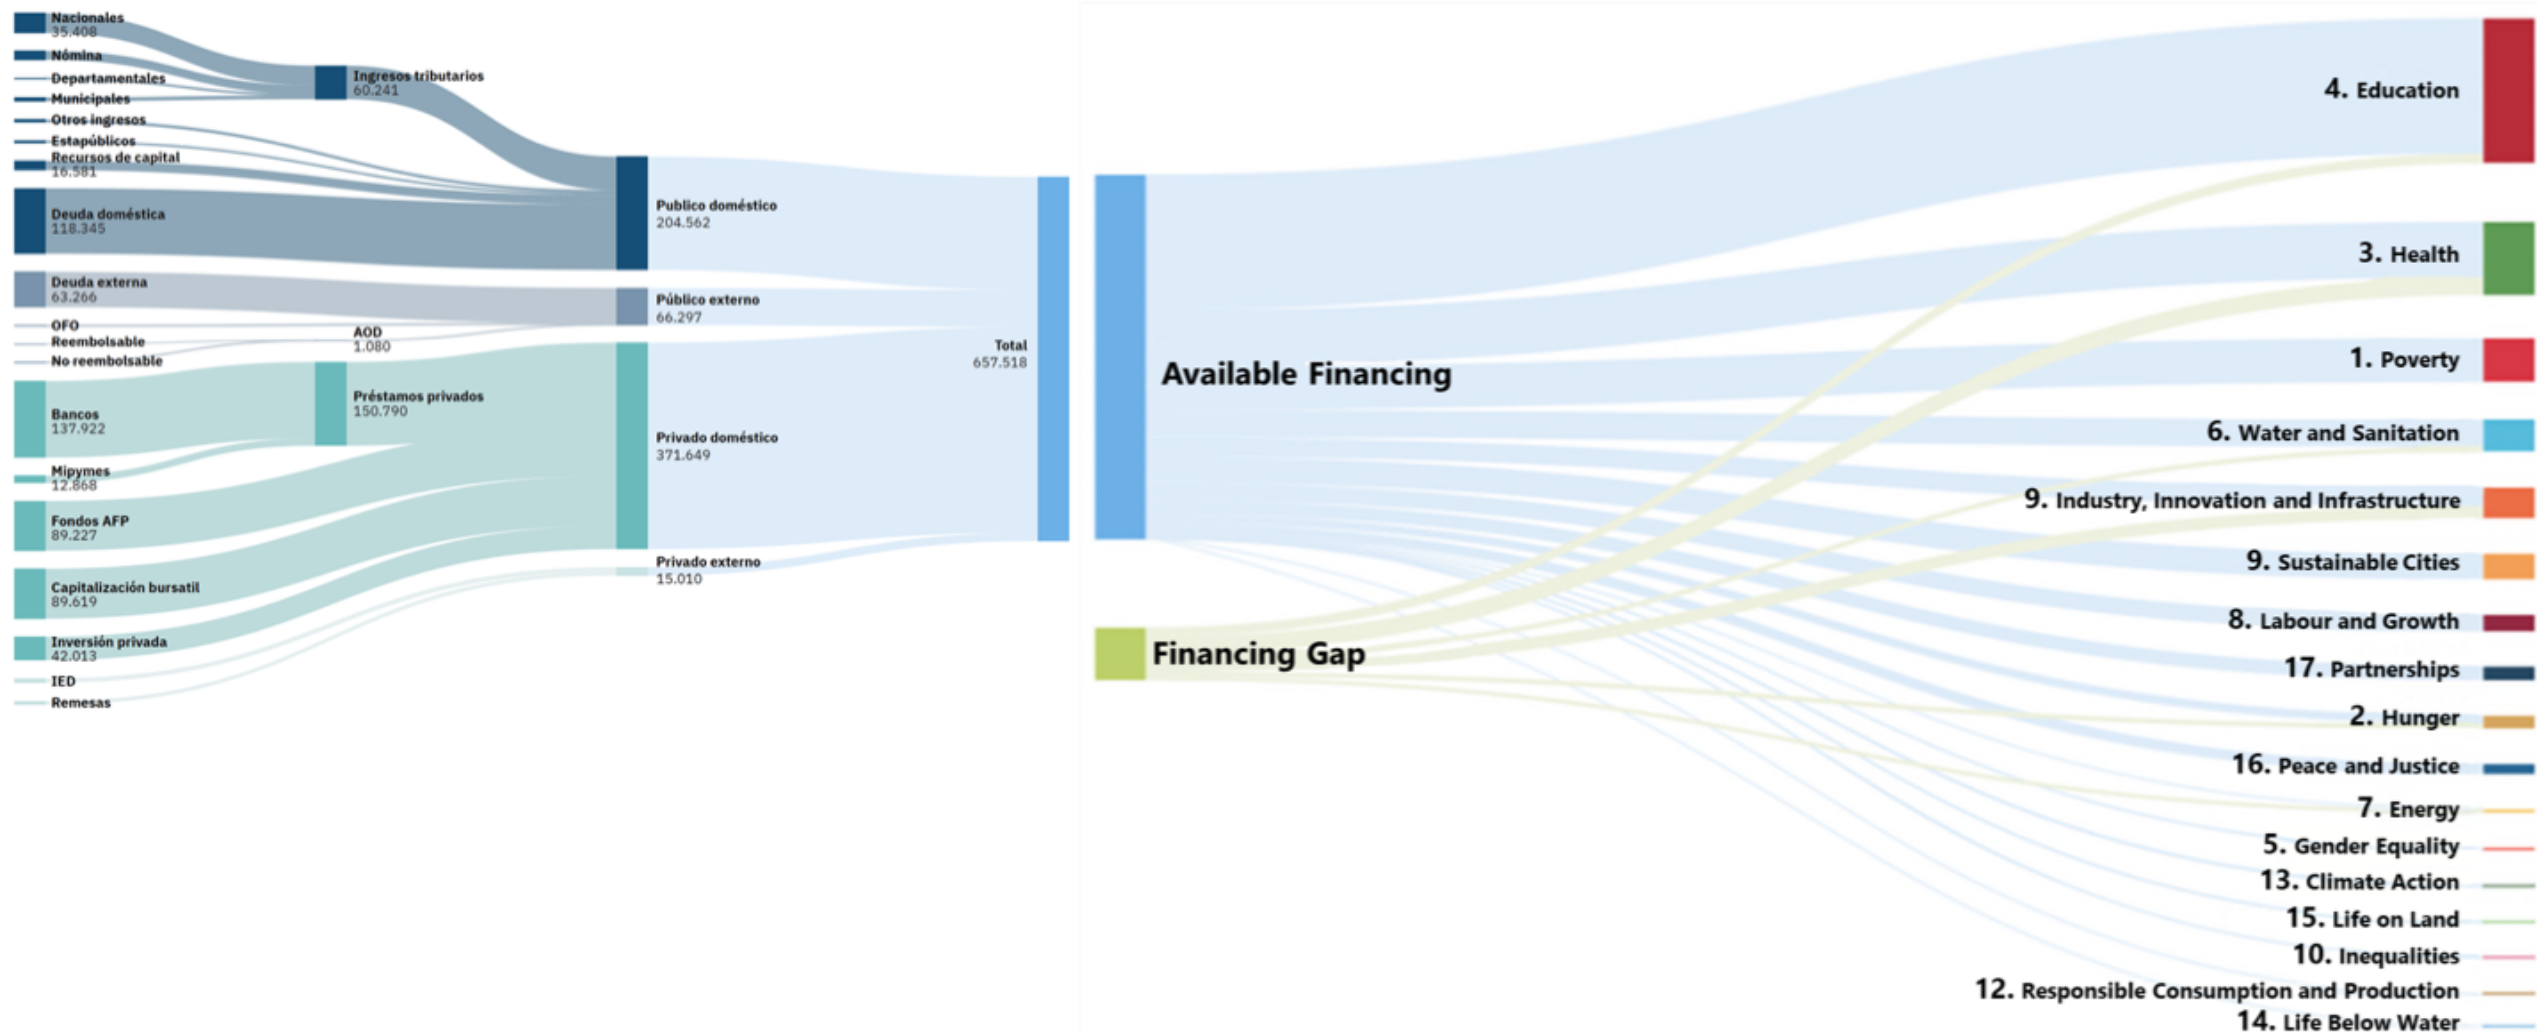 Nacionales
35.408
Nómina
Departamentales
Municipales
Otros ingresos
Estapúblicos
Recursos de capital
16.581
Deuda doméstica
118.345
Deuda externa
63.266
OFO
Reembolsable
No reembolsable
Bancos
137.922
Mipymes
12.868
Fondos AFP
89.227
Capitalización bursatil
89.619
Inversión privada
42.013
IED
Remesas
Ingresos tributarios
60.241
AOD
1.080
Préstamos privados
150.790
Publico doméstico
204.562
Público externo
66.297
Privado doméstico
371.649
Privado externo
15.010
Total
657.518
Available Financing
Financing Gap
4. Education
3. Health
1. Poverty
6. Water and Sanitation
9. Industry, Innovation and Infrastructure
9. Sustainable Cities
8. Labour and Growth
17. Partnerships
2. Hunger
16. Peace and Justice
7. Energy
5. Gender Equality
13. Climate Action
15. Life on Land
10. Inequalities
12. Responsible Consumption and Production
14. Life Below Water